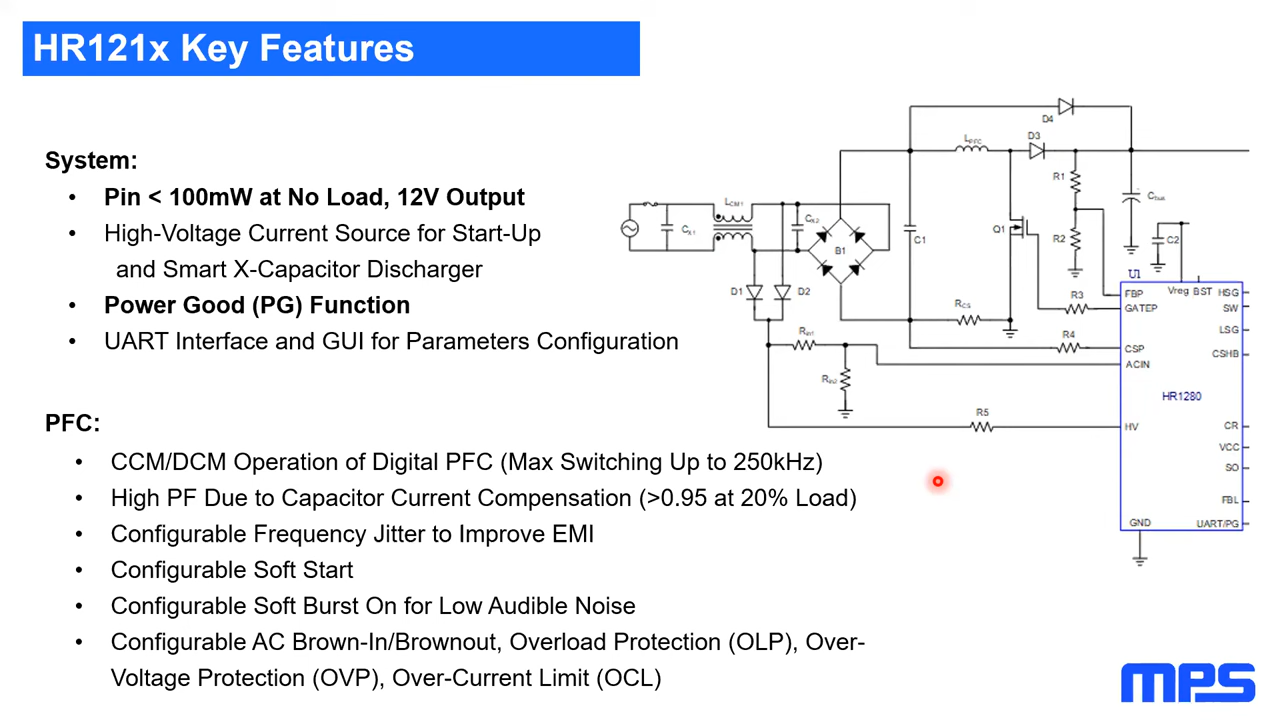 HR121x Key Features
System:
• Pin < 100mW at No Load, 12V Output
• High-Voltage Current Source for Start-Up
and Smart X-Capacitor Discharger
• Power Good (PG) Function
• UART Interface and GUI for Parameters Configuration
PFC:
• CCM/DCM Operation of Digital PFC (Max Switching Up to 250kHz)
• High PF Due to Capacitor Current Compensation (>0.95 at 20% Load)
• Configurable Frequency Jitter to Improve EMI
• Configurable Soft Start
• Configurable Soft Burst On for Low Audible Noise
• Configurable AC Brown-In/Brownout, Overload Protection (OLP), Over-
Voltage Protection (OVP), Over-Current Limit (OCL)
D4
LPFC
D3
R1
Cbus
LCM1
CX1
CX2
B1
C1
Q1
R2
C2
D1
D2
RCS
R3
R4
Rin1
Rin2
R5
U1
FBP
Vreg
BST
HSG
GATEP
SW
LSG
CSP
CSHB
ACIN
HR1280
HV
CR
VCC
SO
FBL
GND
UART/PG
MPS